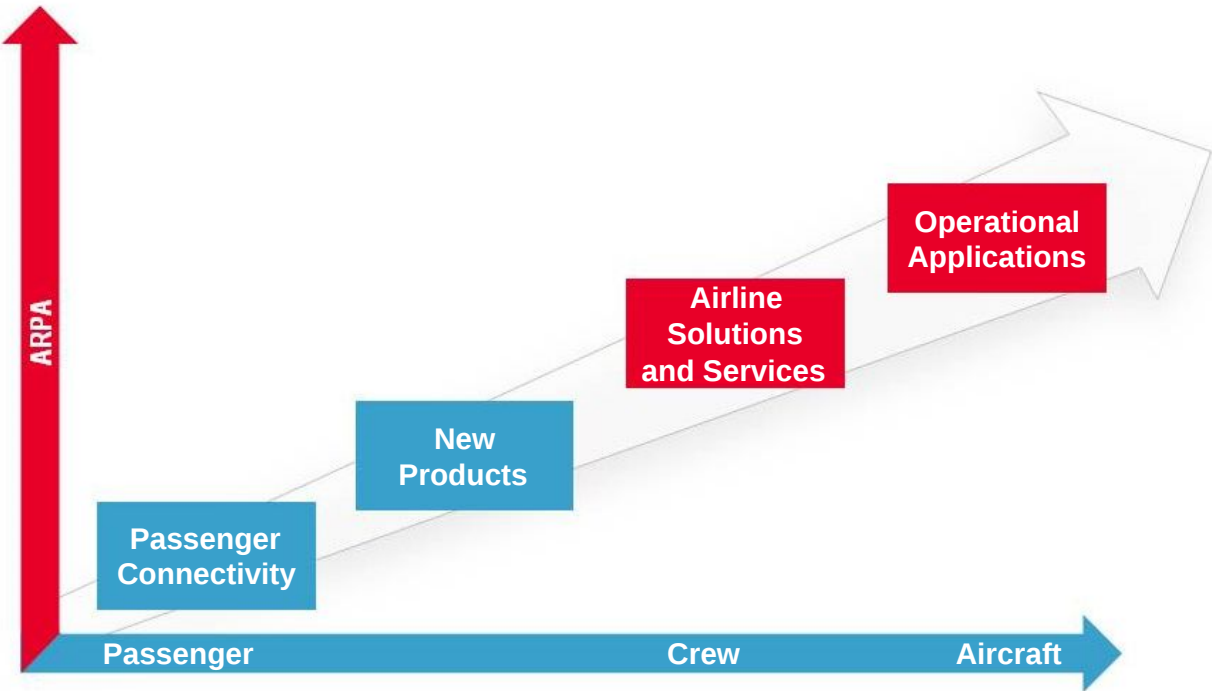 ARPA
Operational
Applications
Airline
Solutions
and Services
New
Products
Passenger
Connectivity
Passenger
Crew
Aircraft